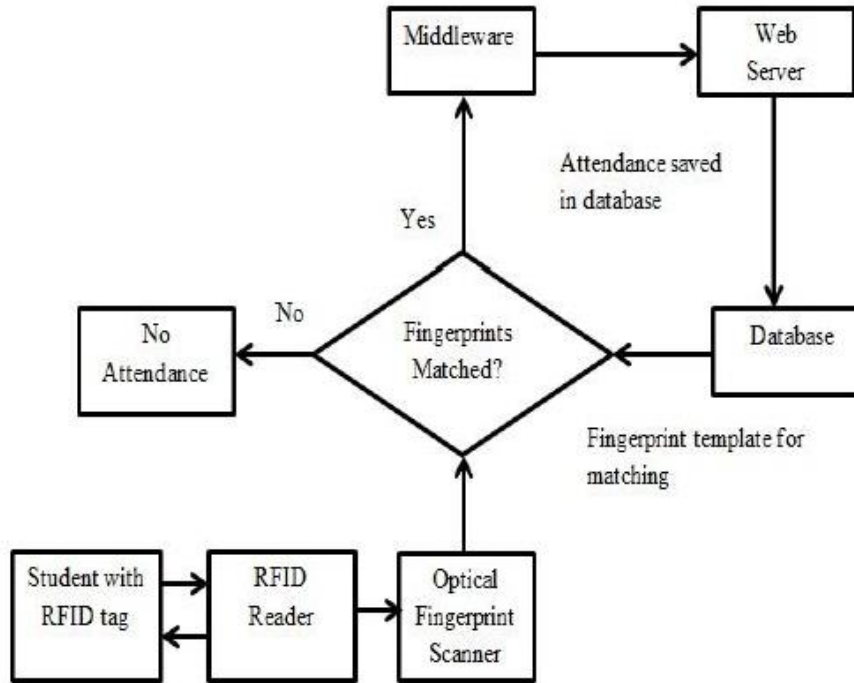 Middleware
Web
Server
Attendance saved
in database
Yes
No
No
Attendance
Fingerprints
Matched?
Database
Fingerprint template for
matching
Student with
RFID tag
RFID
Reader
Optical
Fingerprint
Scanner